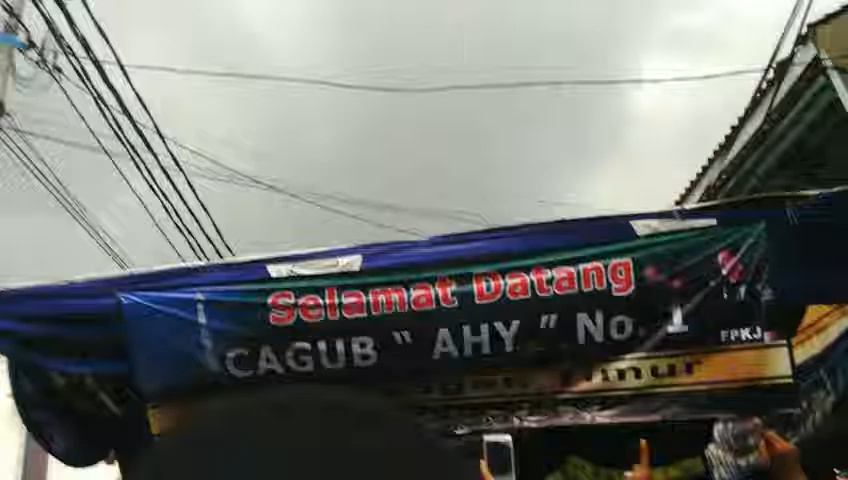 Selamat Datang
CAGUB " AHY " No. 1
FPKJ